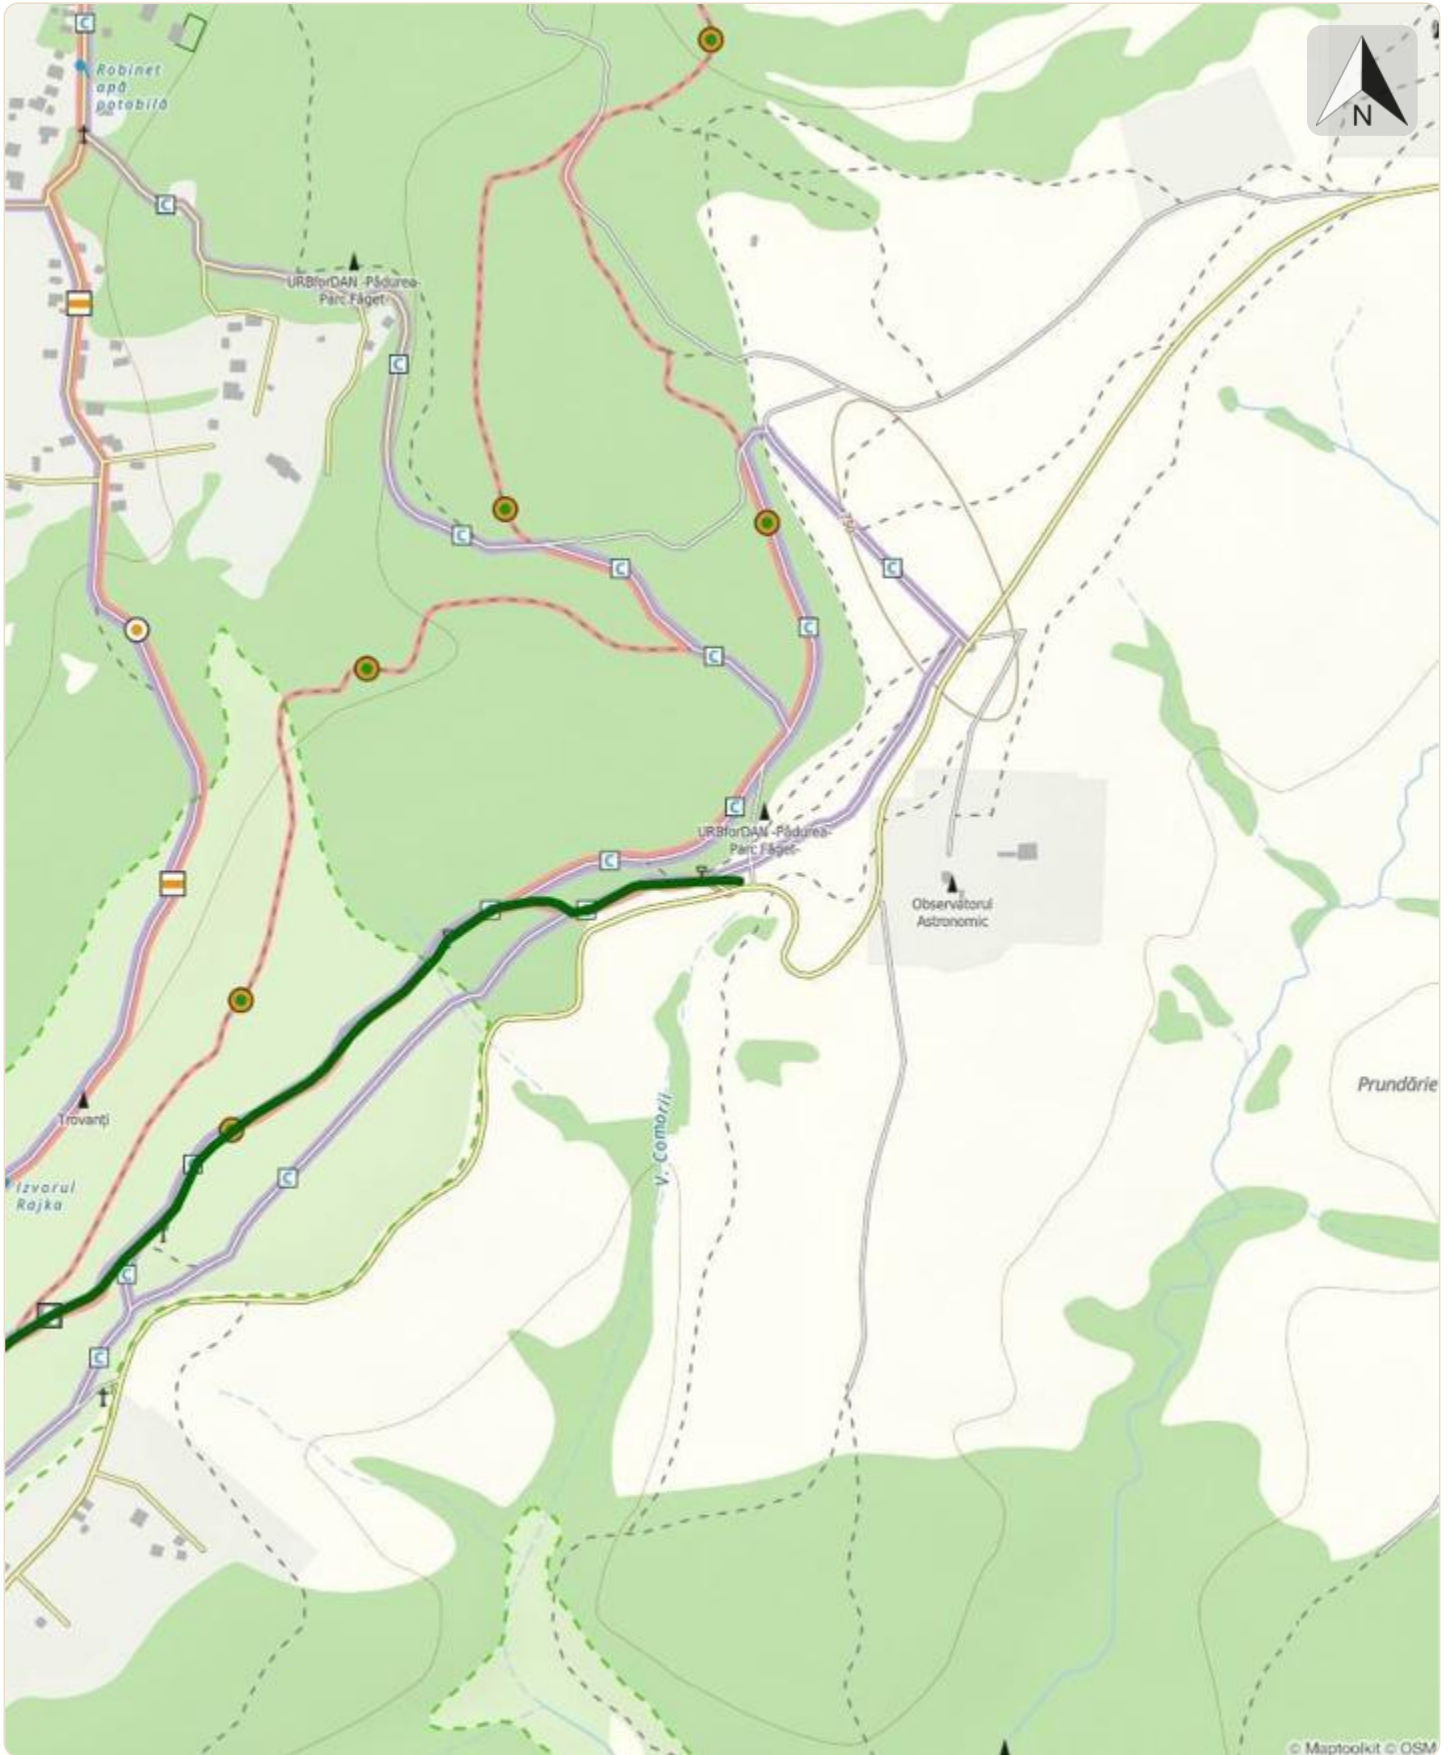 C
Robinet
apă
potabilă
N
C
URBforDAN -Pădurea-
Parc Făget-
C
750
C
C
C
C
C
C
URBforDAN -Pădurea-
Parc Făget-
C
Observatorul
Astronomic
Prundărie
V. Comorii
Trovanți
C
Izvorul
Rajka
C
C
© Maptoolkit © OSM